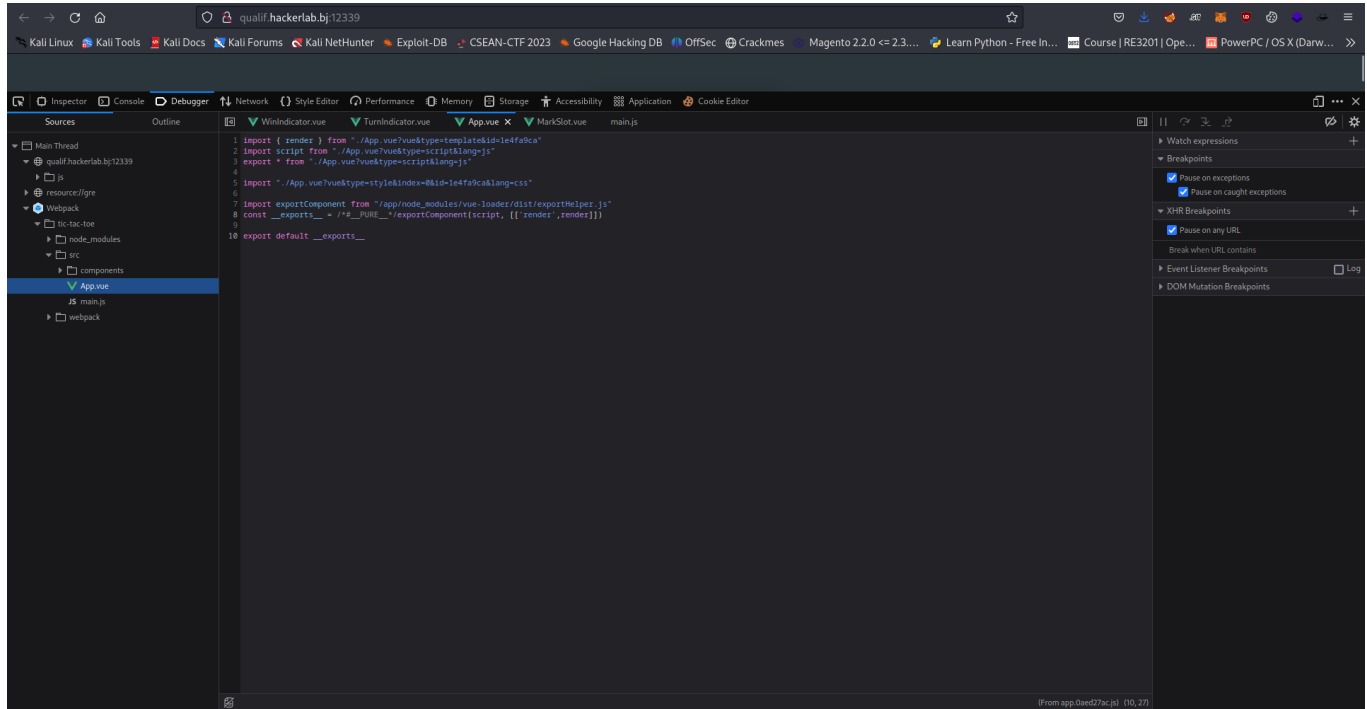 qualif.hackerlab.bj:12339
Kali Linux Kali Tools Kali Docs Kali Forums Kali NetHunter Exploit-DB CSEAN-CTF 2023 Google Hacking DB OffSec Crackmes Magento 2.2.0 <= 2.3.... Learn Python - Free In... Course | RE3201 | Ope... PowerPC / OS X (Darw...
Inspector Console Debugger Network Style Editor Performance Memory Storage Accessibility Application Cookie Editor
Sources Outline WinIndicator.vue TurnIndicator.vue App.vue MarkSlot.vue main.js
Main Thread
qualif.hackerlab.bj:12339
js
resource://gre
Webpack
tic-tac-toe
node_modules
src
components
App.vue
JS main.js
webpack
1 import { render } from "./App.vue?vue&type=template&id=1e4fa9ca"
2 import script from "./App.vue?vue&type=script&lang=js"
3 export * from "./App.vue?vue&type=script&lang=js"
4
5 import "./App.vue?vue&type=style&index=0&id=1e4fa9ca&lang=css"
6
7 import exportComponent from "/app/node_modules/vue-loader/dist/exportHelper.js"
8 const __exports__ = /*#__PURE__*/exportComponent(script, [['render',render]])
9
10 export default __exports__
Watch expressions
Breakpoints
Pause on exceptions
Pause on caught exceptions
XHR Breakpoints
Pause on any URL
Break when URL contains
Event Listener Breakpoints Log
DOM Mutation Breakpoints
(From app.0aed27ac.js) (10, 27)